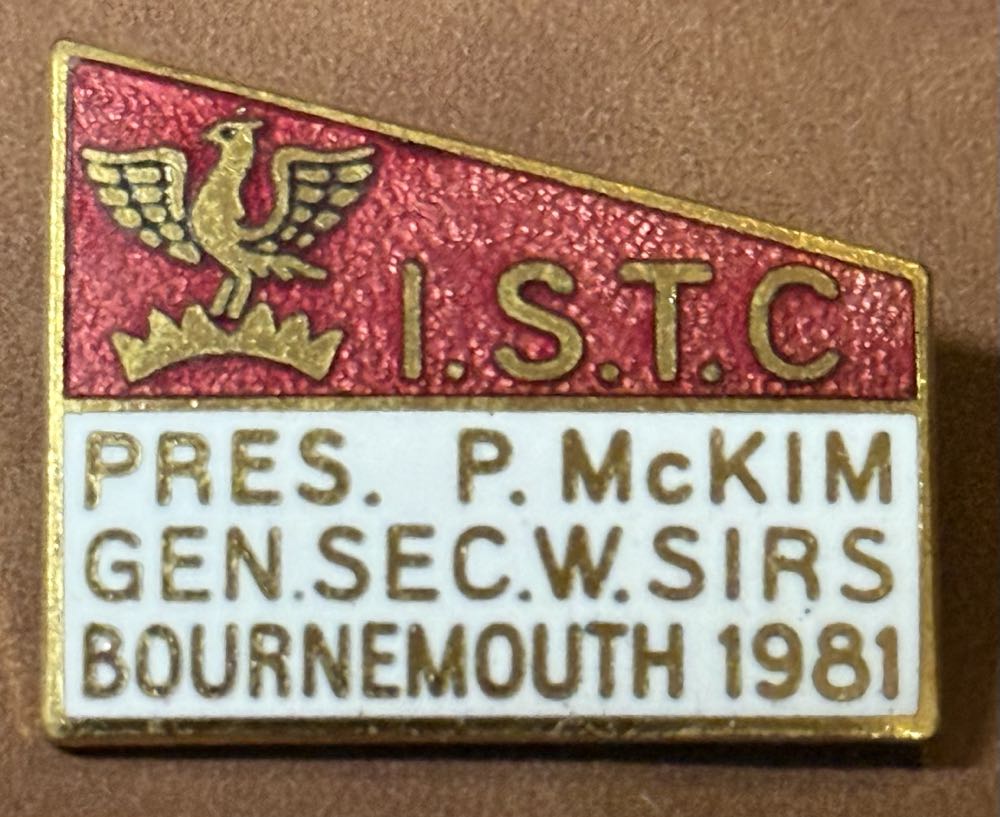 I.S.T.C
PRES. P. McKIM
GEN.SEC.W.SIRS
BOURNEMOUTH 1981